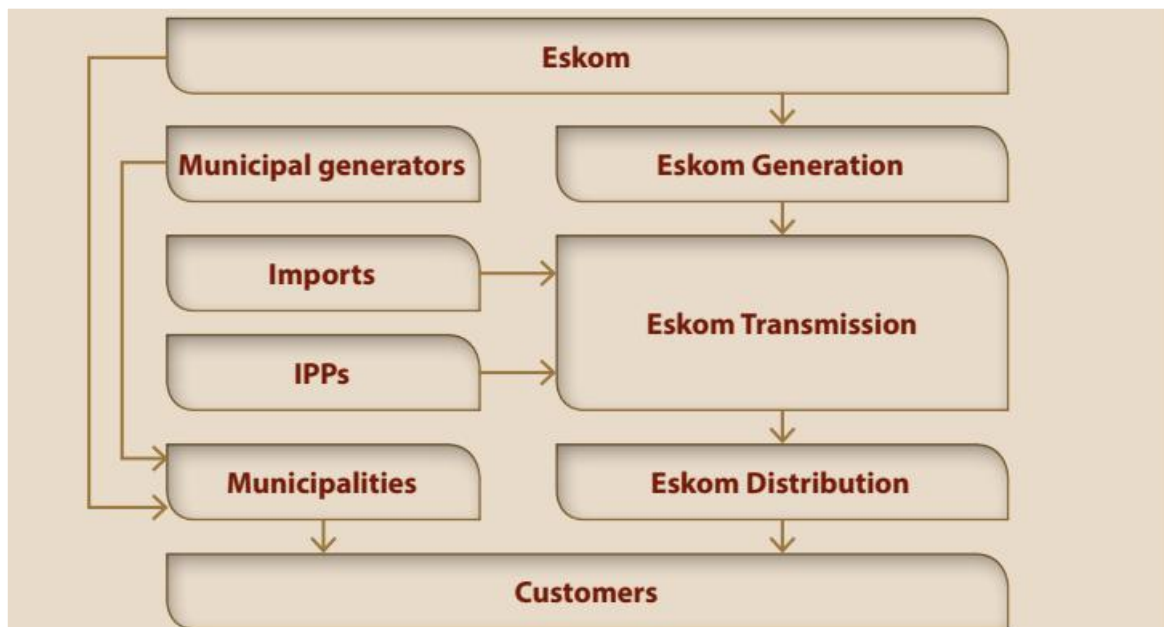 Eskom
Municipal generators
Eskom Generation
Imports
Eskom Transmission
IPPs
Municipalities
Eskom Distribution
Customers